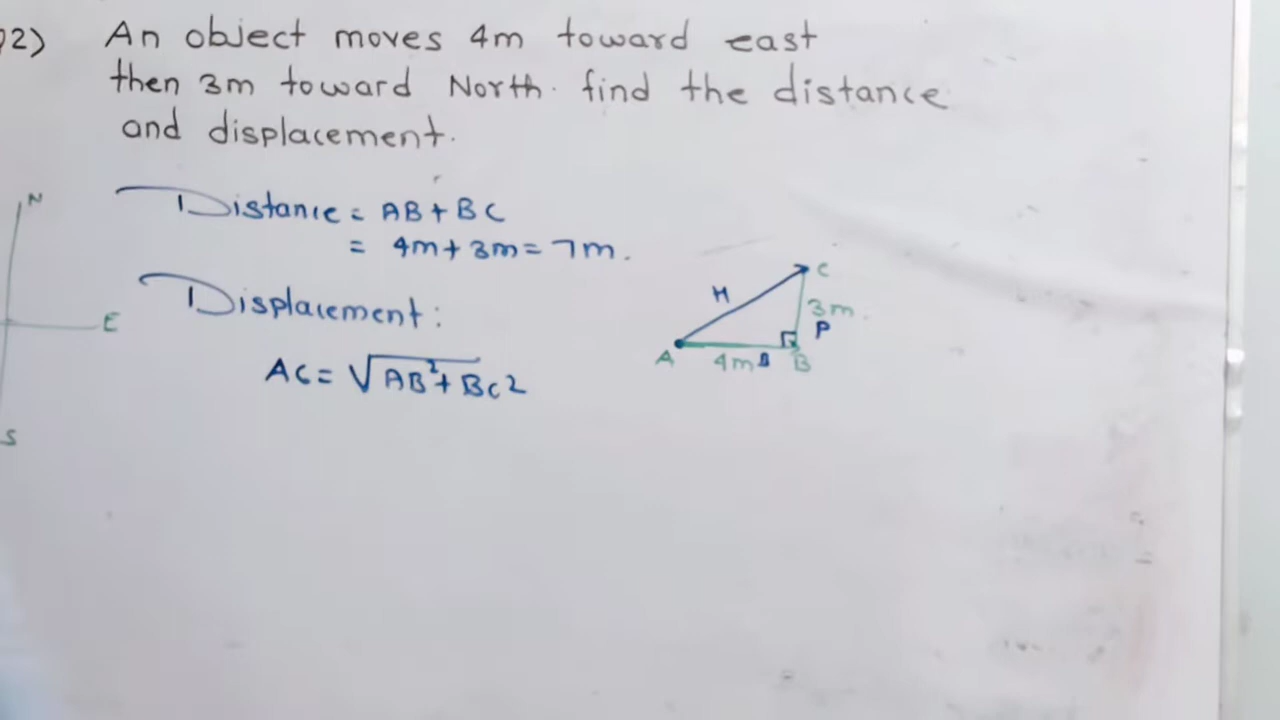 2)
An object moves 4m toward east
then 3m toward North. find the distance
and displacement.
N
Distance = AB + BC
= 4m + 3m = 7m.
Displacement:
E
AC = √AB²+BC2
S
C
H
3m
P
A
4m B
B